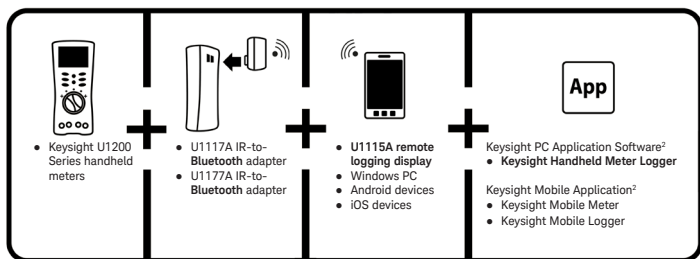 App
● Keysight U1200
Series handheld
meters
● U1117A IR-to-
Bluetooth adapter
● U1177A IR-to-
Bluetooth adapter
● U1115A remote
logging display
● Windows PC
● Android devices
● iOS devices
Keysight PC Application Software²
● Keysight Handheld Meter Logger
Keysight Mobile Application²
● Keysight Mobile Meter
● Keysight Mobile Logger